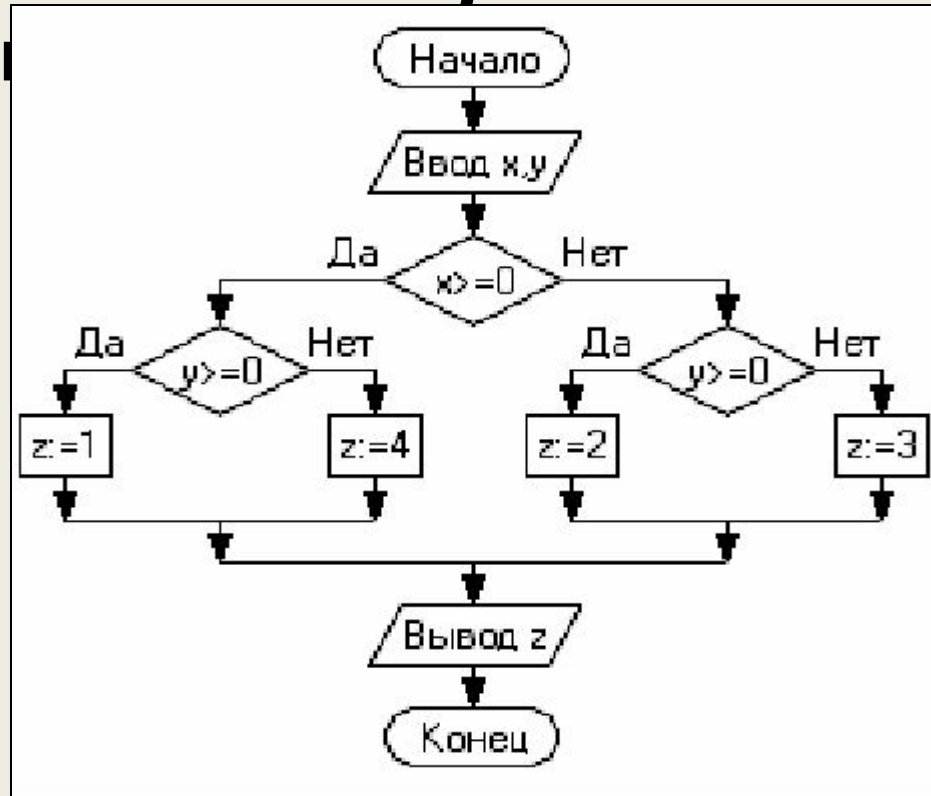 Начало
Ввод x,y
Да
Нет
x>=0
Да
Нет
Да
Нет
y>=0
y>=0
z:=1
z:=4
z:=2
z:=3
Вывод z
Конец